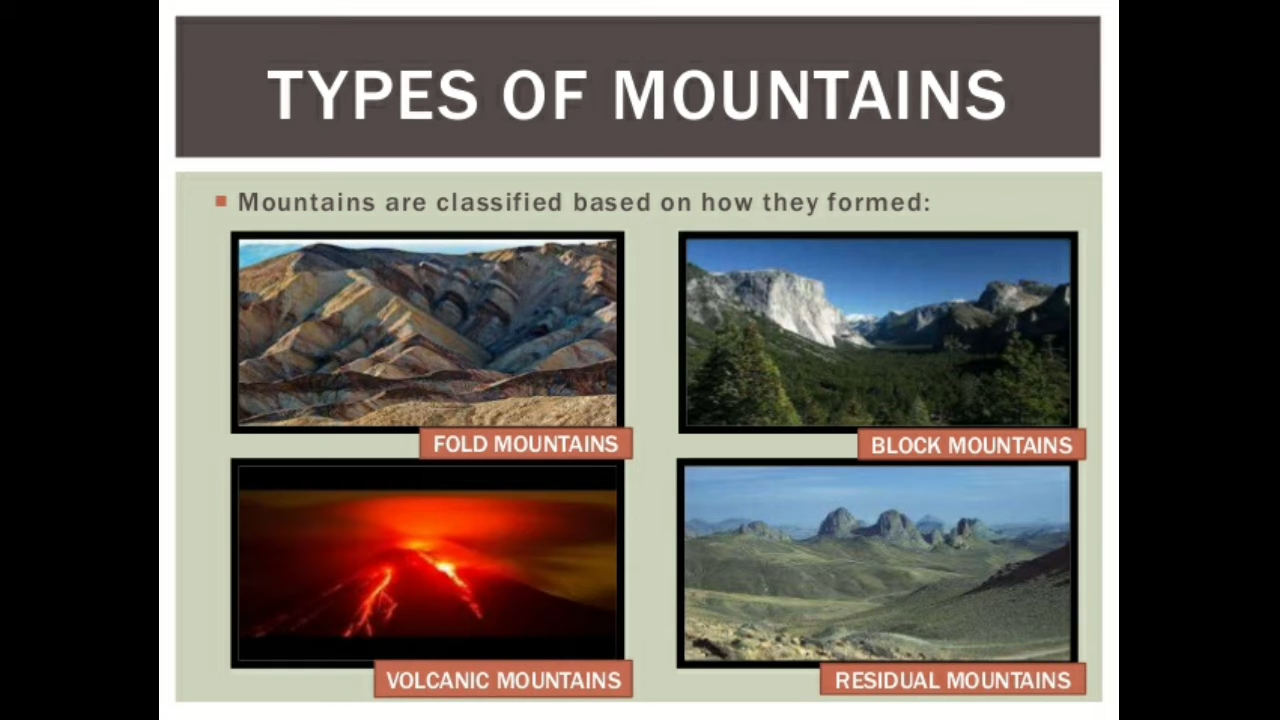 TYPES OF MOUNTAINS
Mountains are classified based on how they formed:
FOLD MOUNTAINS
BLOCK MOUNTAINS
VOLCANIC MOUNTAINS
RESIDUAL MOUNTAINS